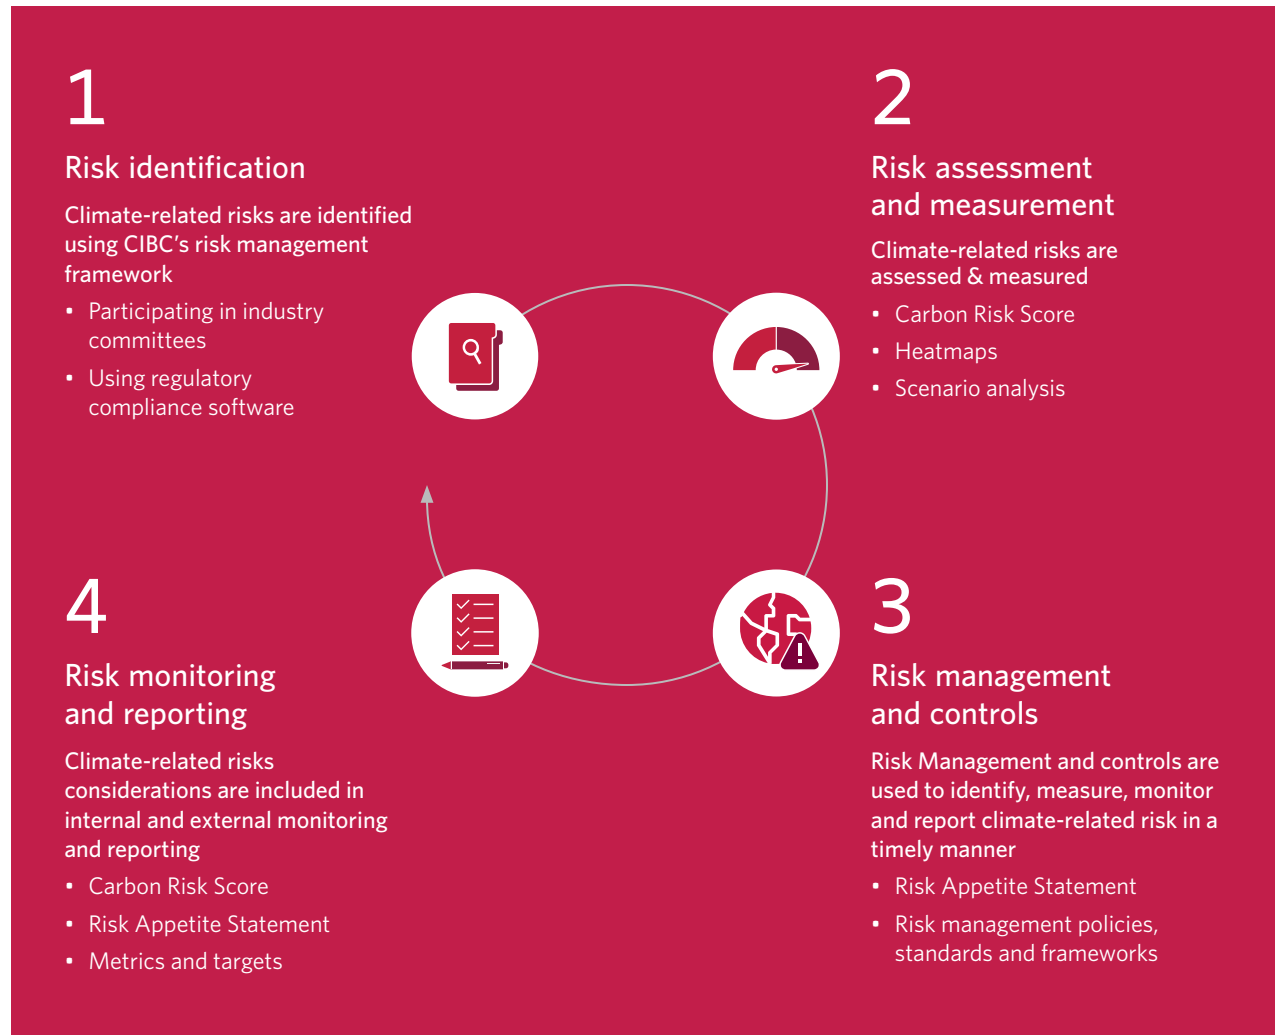 1
Risk identification
Climate-related risks are identified
using CIBC's risk management
framework
• Participating in industry
committees
• Using regulatory
compliance software
2
Risk assessment
and measurement
Climate-related risks are
assessed & measured
• Carbon Risk Score
• Heatmaps
• Scenario analysis
3
Risk management
and controls
Risk Management and controls are
used to identify, measure, monitor
and report climate-related risk in a
timely manner
• Risk Appetite Statement
• Risk management policies,
standards and frameworks
4
Risk monitoring
and reporting
Climate-related risks
considerations are included in
internal and external monitoring
and reporting
• Carbon Risk Score
• Risk Appetite Statement
• Metrics and targets